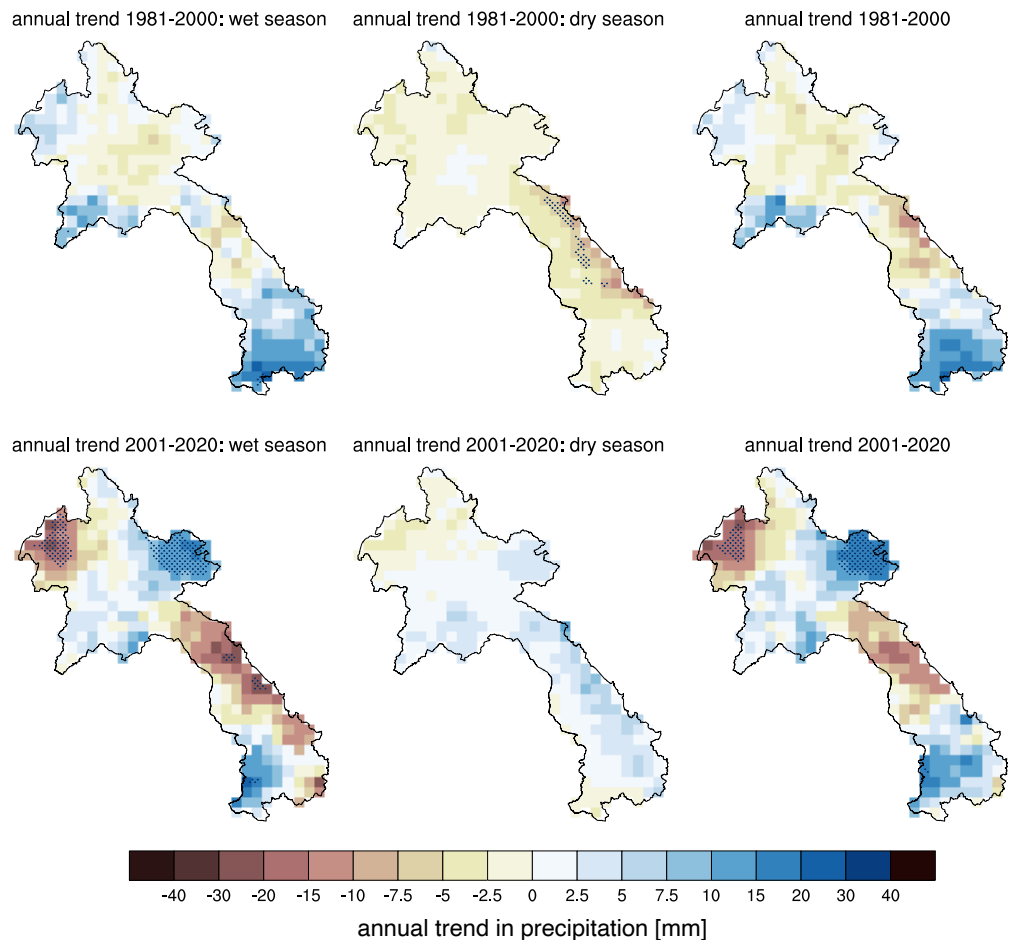 annual trend 1981-2000: wet season
annual trend 1981-2000: dry season
annual trend 1981-2000
annual trend 2001-2020: wet season
annual trend 2001-2020: dry season
annual trend 2001-2020
-40 -30 -20 -15 -10 -7.5 -5 -2.5 0 2.5 5 7.5 10 15 20 30 40
annual trend in precipitation [mm]